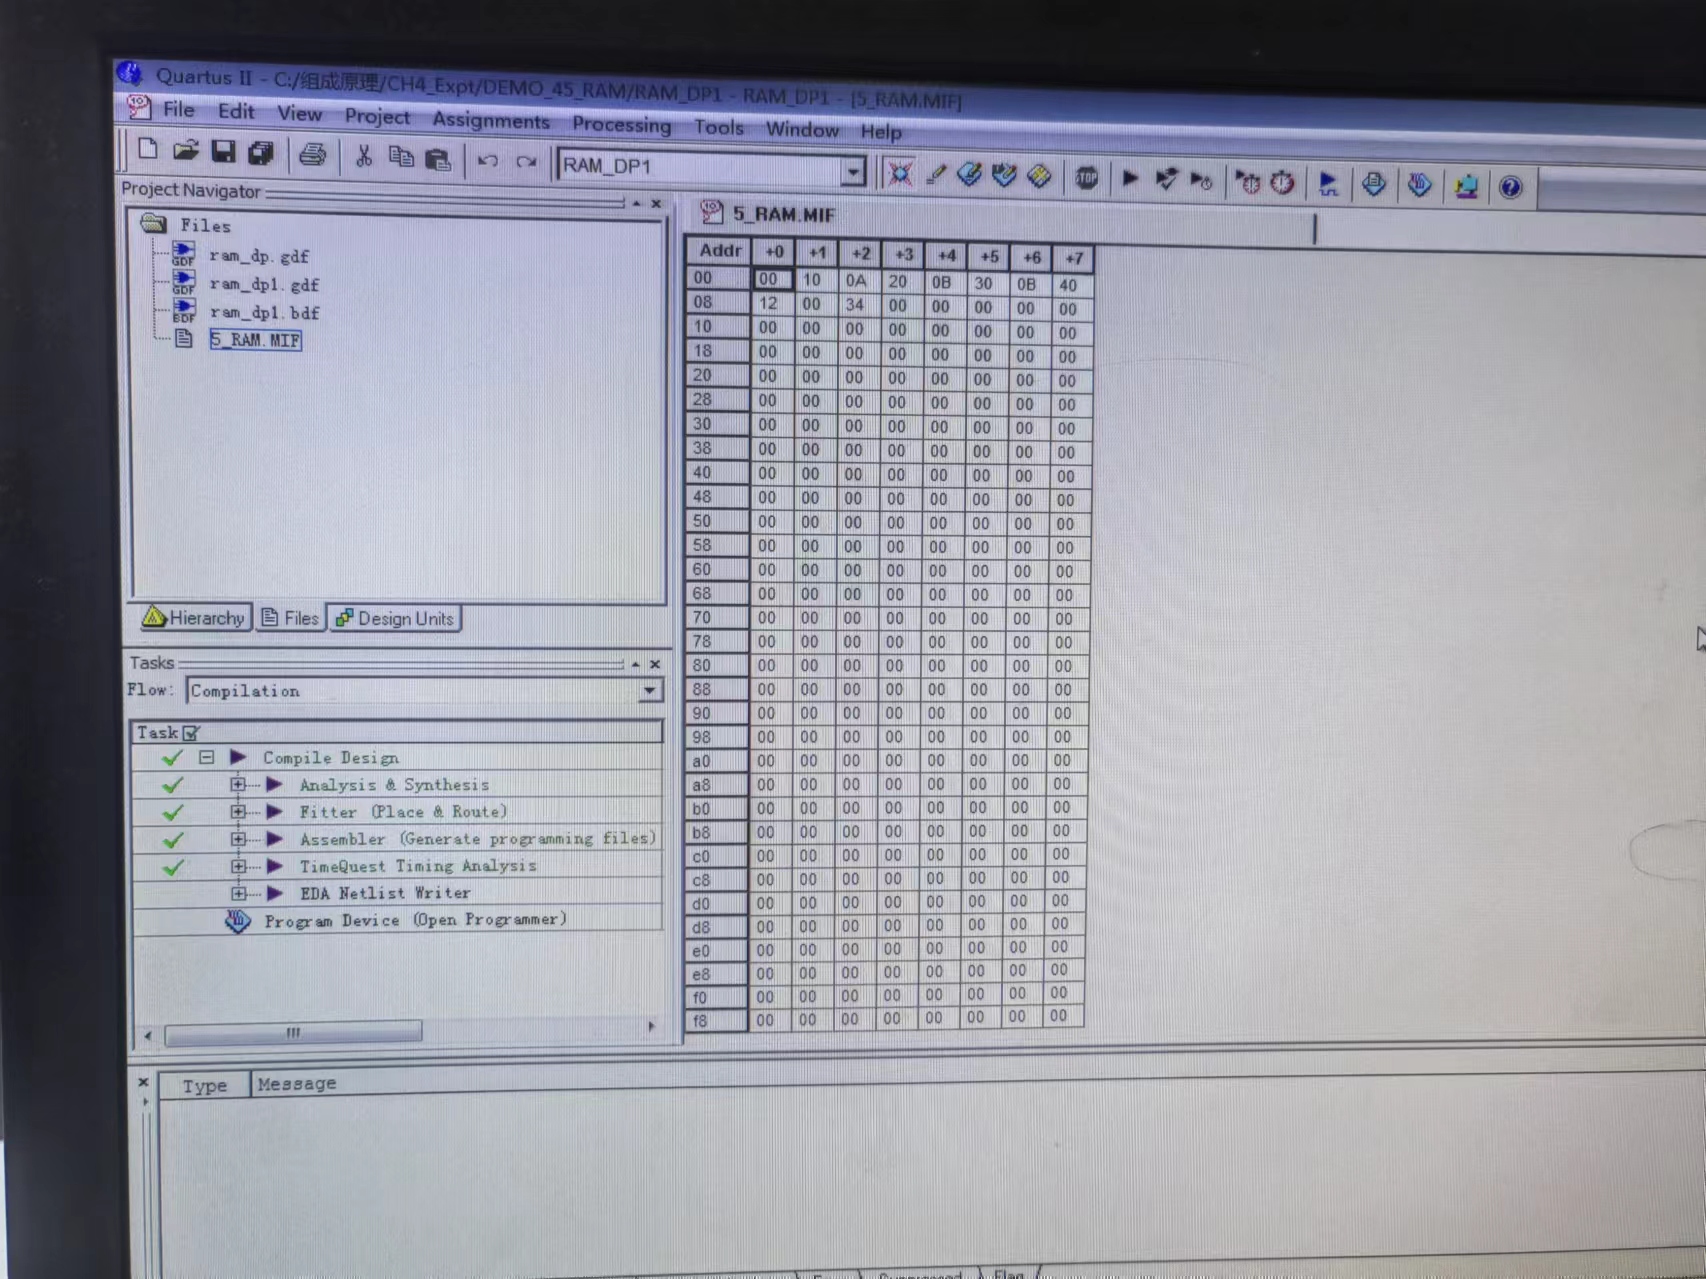 Quartus II - C:/组成原理/CH4_Expt/DEMO_45_RAM/RAM_DP1 - RAM_DP1 - [5_RAM.MIF]
File Edit View Project Assignments Processing Tools Window Help
RAM_DP1
STOP
Project Navigator
Files
ram_dp.gdf
ram_dp1.gdf
ram_dp1.bdf
5_RAM.MIF
Hierarchy Files Design Units
Tasks
Flow: Compilation
Task
Compile Design
Analysis & Synthesis
Fitter (Place & Route)
Assembler (Generate programming files)
TimeQuest Timing Analysis
EDA Netlist Writer
Program Device (Open Programmer)
5_RAM.MIF
Addr +0 +1 +2 +3 +4 +5 +6 +7
00 00 10 0A 20 0B 30 0B 40
08 12 00 34 00 00 00 00 00
10 00 00 00 00 00 00 00 00
18 00 00 00 00 00 00 00 00
20 00 00 00 00 00 00 00 00
28 00 00 00 00 00 00 00 00
30 00 00 00 00 00 00 00 00
38 00 00 00 00 00 00 00 00
40 00 00 00 00 00 00 00 00
48 00 00 00 00 00 00 00 00
50 00 00 00 00 00 00 00 00
58 00 00 00 00 00 00 00 00
60 00 00 00 00 00 00 00 00
68 00 00 00 00 00 00 00 00
70 00 00 00 00 00 00 00 00
78 00 00 00 00 00 00 00 00
80 00 00 00 00 00 00 00 00
88 00 00 00 00 00 00 00 00
90 00 00 00 00 00 00 00 00
98 00 00 00 00 00 00 00 00
a0 00 00 00 00 00 00 00 00
a8 00 00 00 00 00 00 00 00
b0 00 00 00 00 00 00 00 00
b8 00 00 00 00 00 00 00 00
c0 00 00 00 00 00 00 00 00
c8 00 00 00 00 00 00 00 00
d0 00 00 00 00 00 00 00 00
d8 00 00 00 00 00 00 00 00
e0 00 00 00 00 00 00 00 00
e8 00 00 00 00 00 00 00 00
f0 00 00 00 00 00 00 00 00
f8 00 00 00 00 00 00 00 00
Type Message